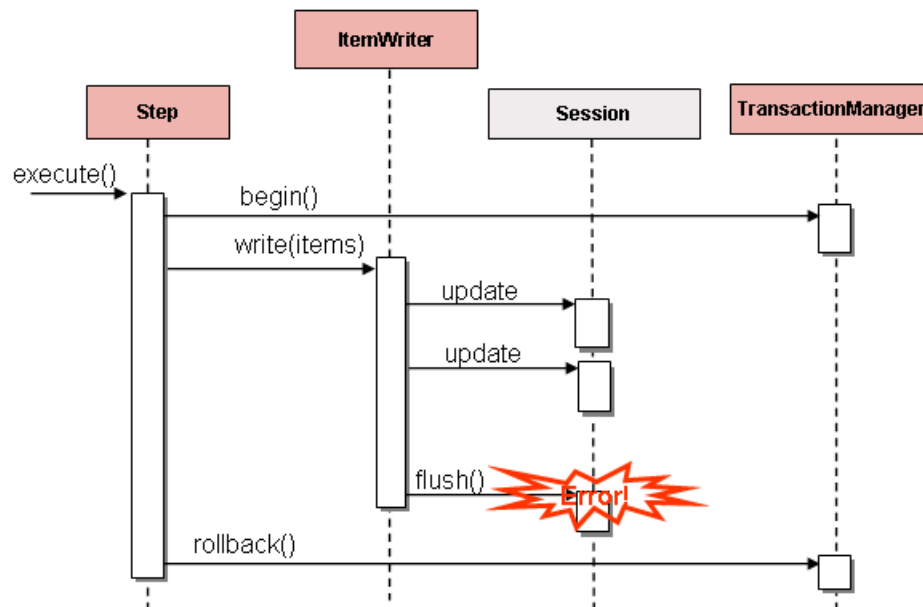 ItemWriter
Step
Session
TransactionManager
execute()
begin()
write(items)
update
update
flush()
Error!
rollback()